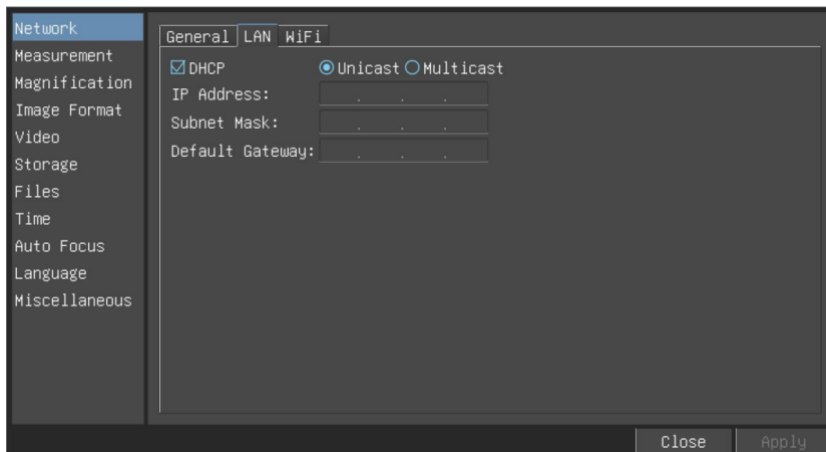 Network
Measurement
Magnification
Image Format
Video
Storage
Files
Time
Auto Focus
Language
Miscellaneous
General LAN WiFi
DHCP Unicast Multicast
IP Address: . . .
Subnet Mask: . . .
Default Gateway: . . .
Close Apply